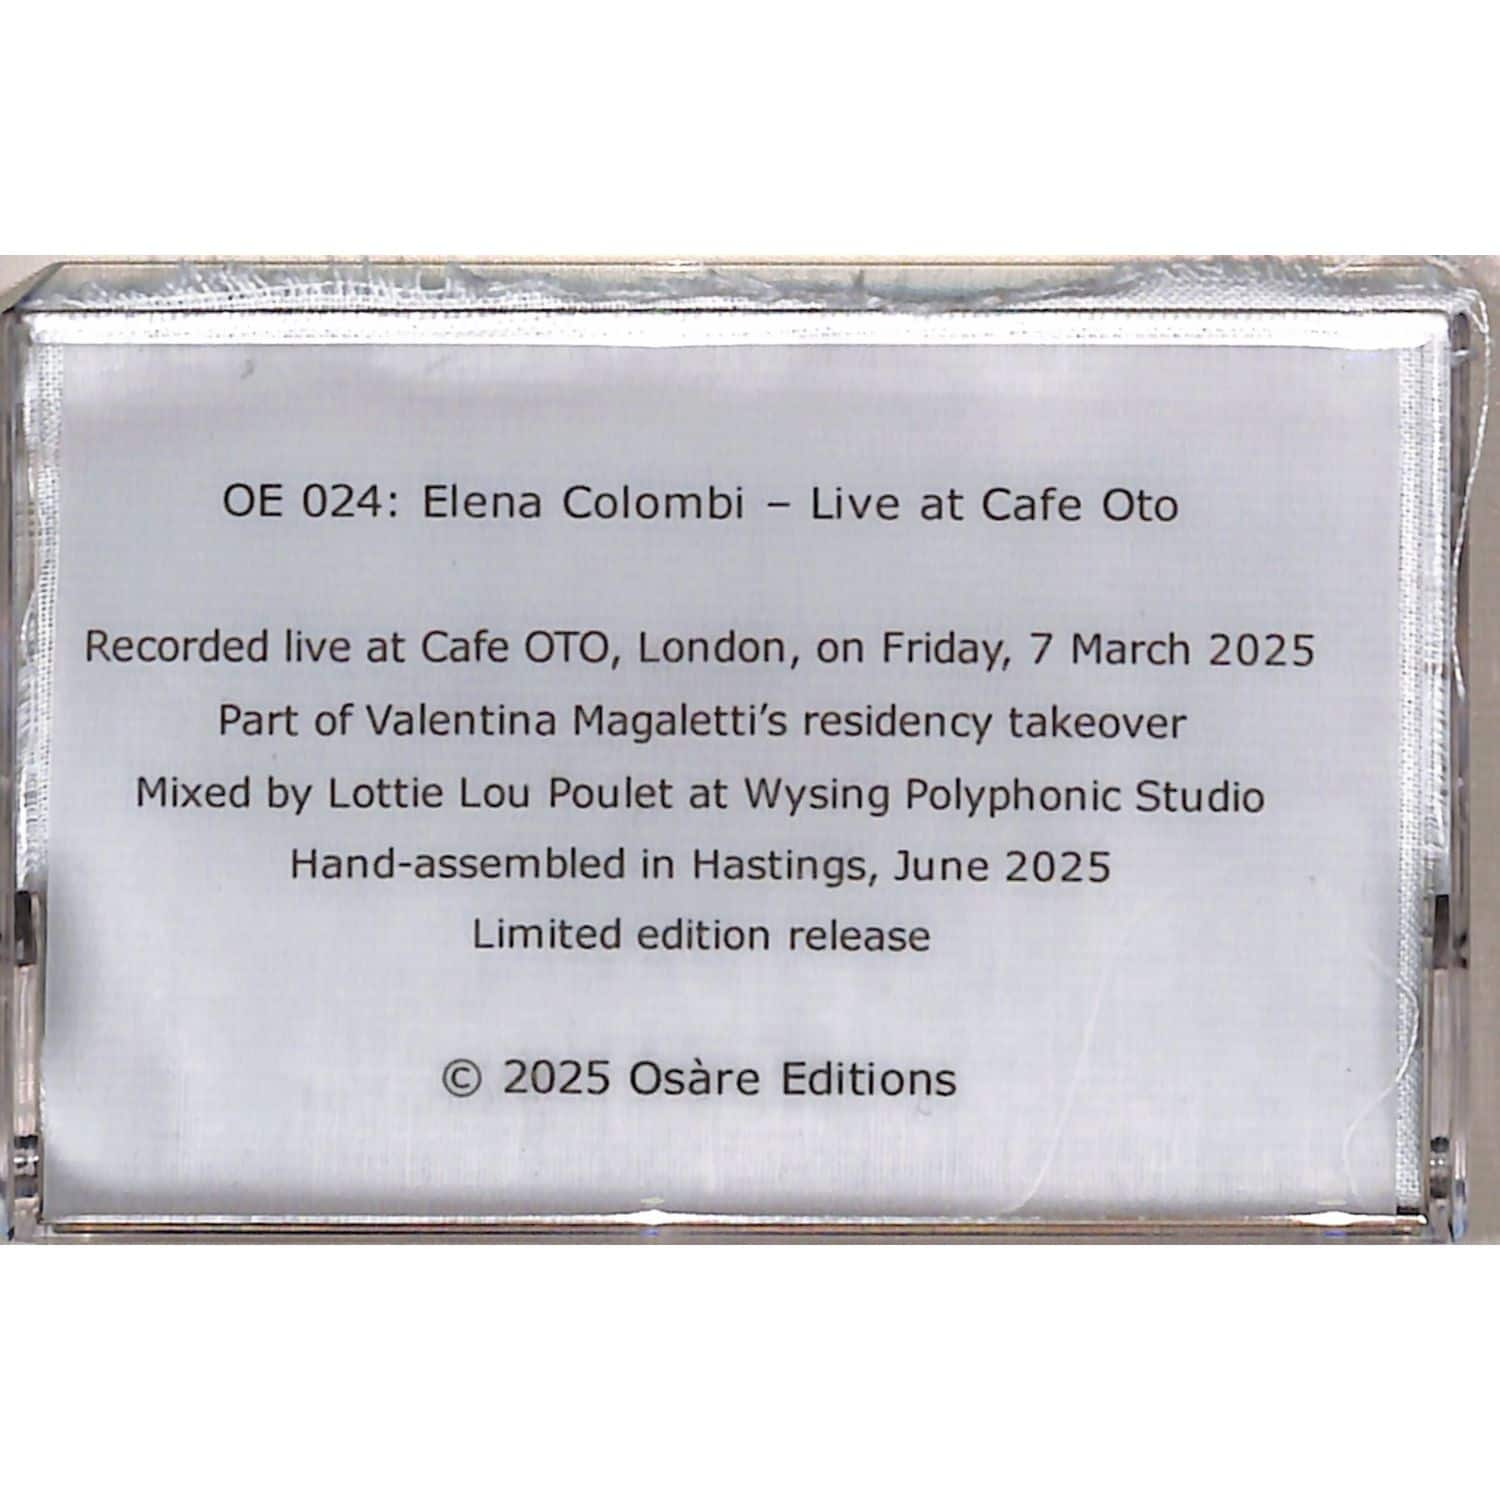 OE 024: Elena Colombi – Live at Cafe Oto
Recorded live at Cafe OTO, London, on Friday, 7 March 2025
Part of Valentina Magaletti’s residency takeover
Mixed by Lottie Lou Poulet at Wysing Polyphonic Studio
Hand-assembled in Hastings, June 2025
Limited edition release
© 2025 Osàre Editions